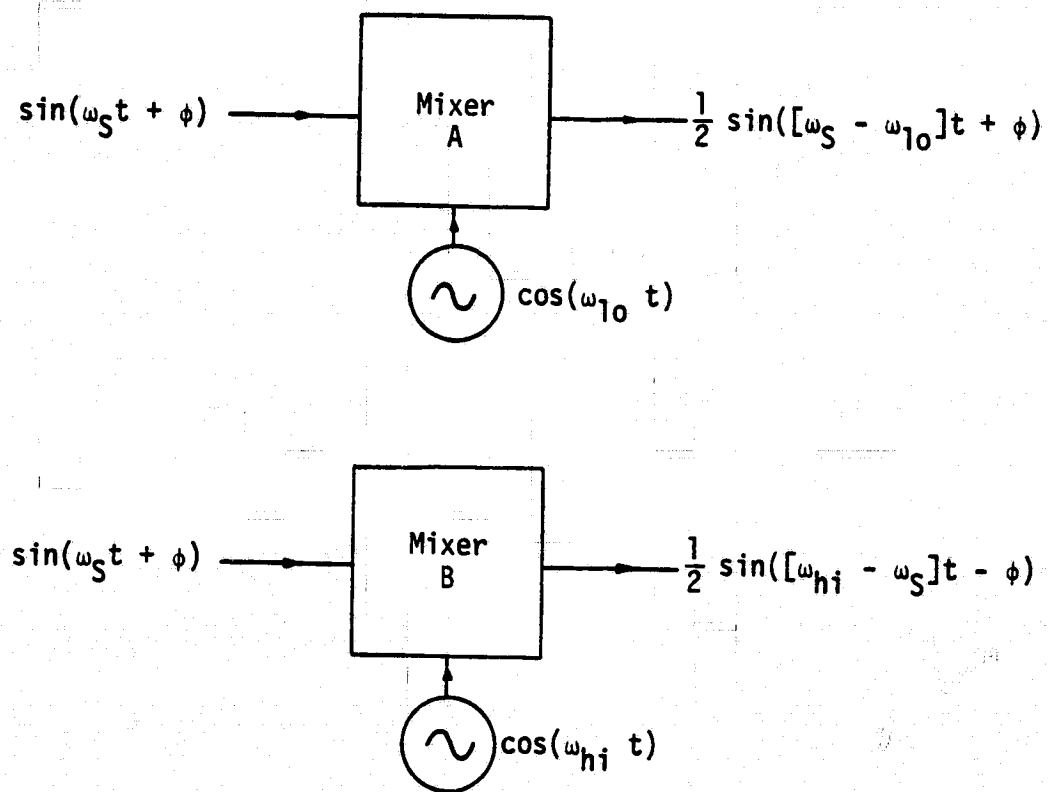 sin(ω_S t + φ)
Mixer
A
1/2 sin([ω_S - ω_lo]t + φ)
cos(ω_lo t)
sin(ω_S t + φ)
Mixer
B
1/2 sin([ω_hi - ω_S]t - φ)
cos(ω_hi t)